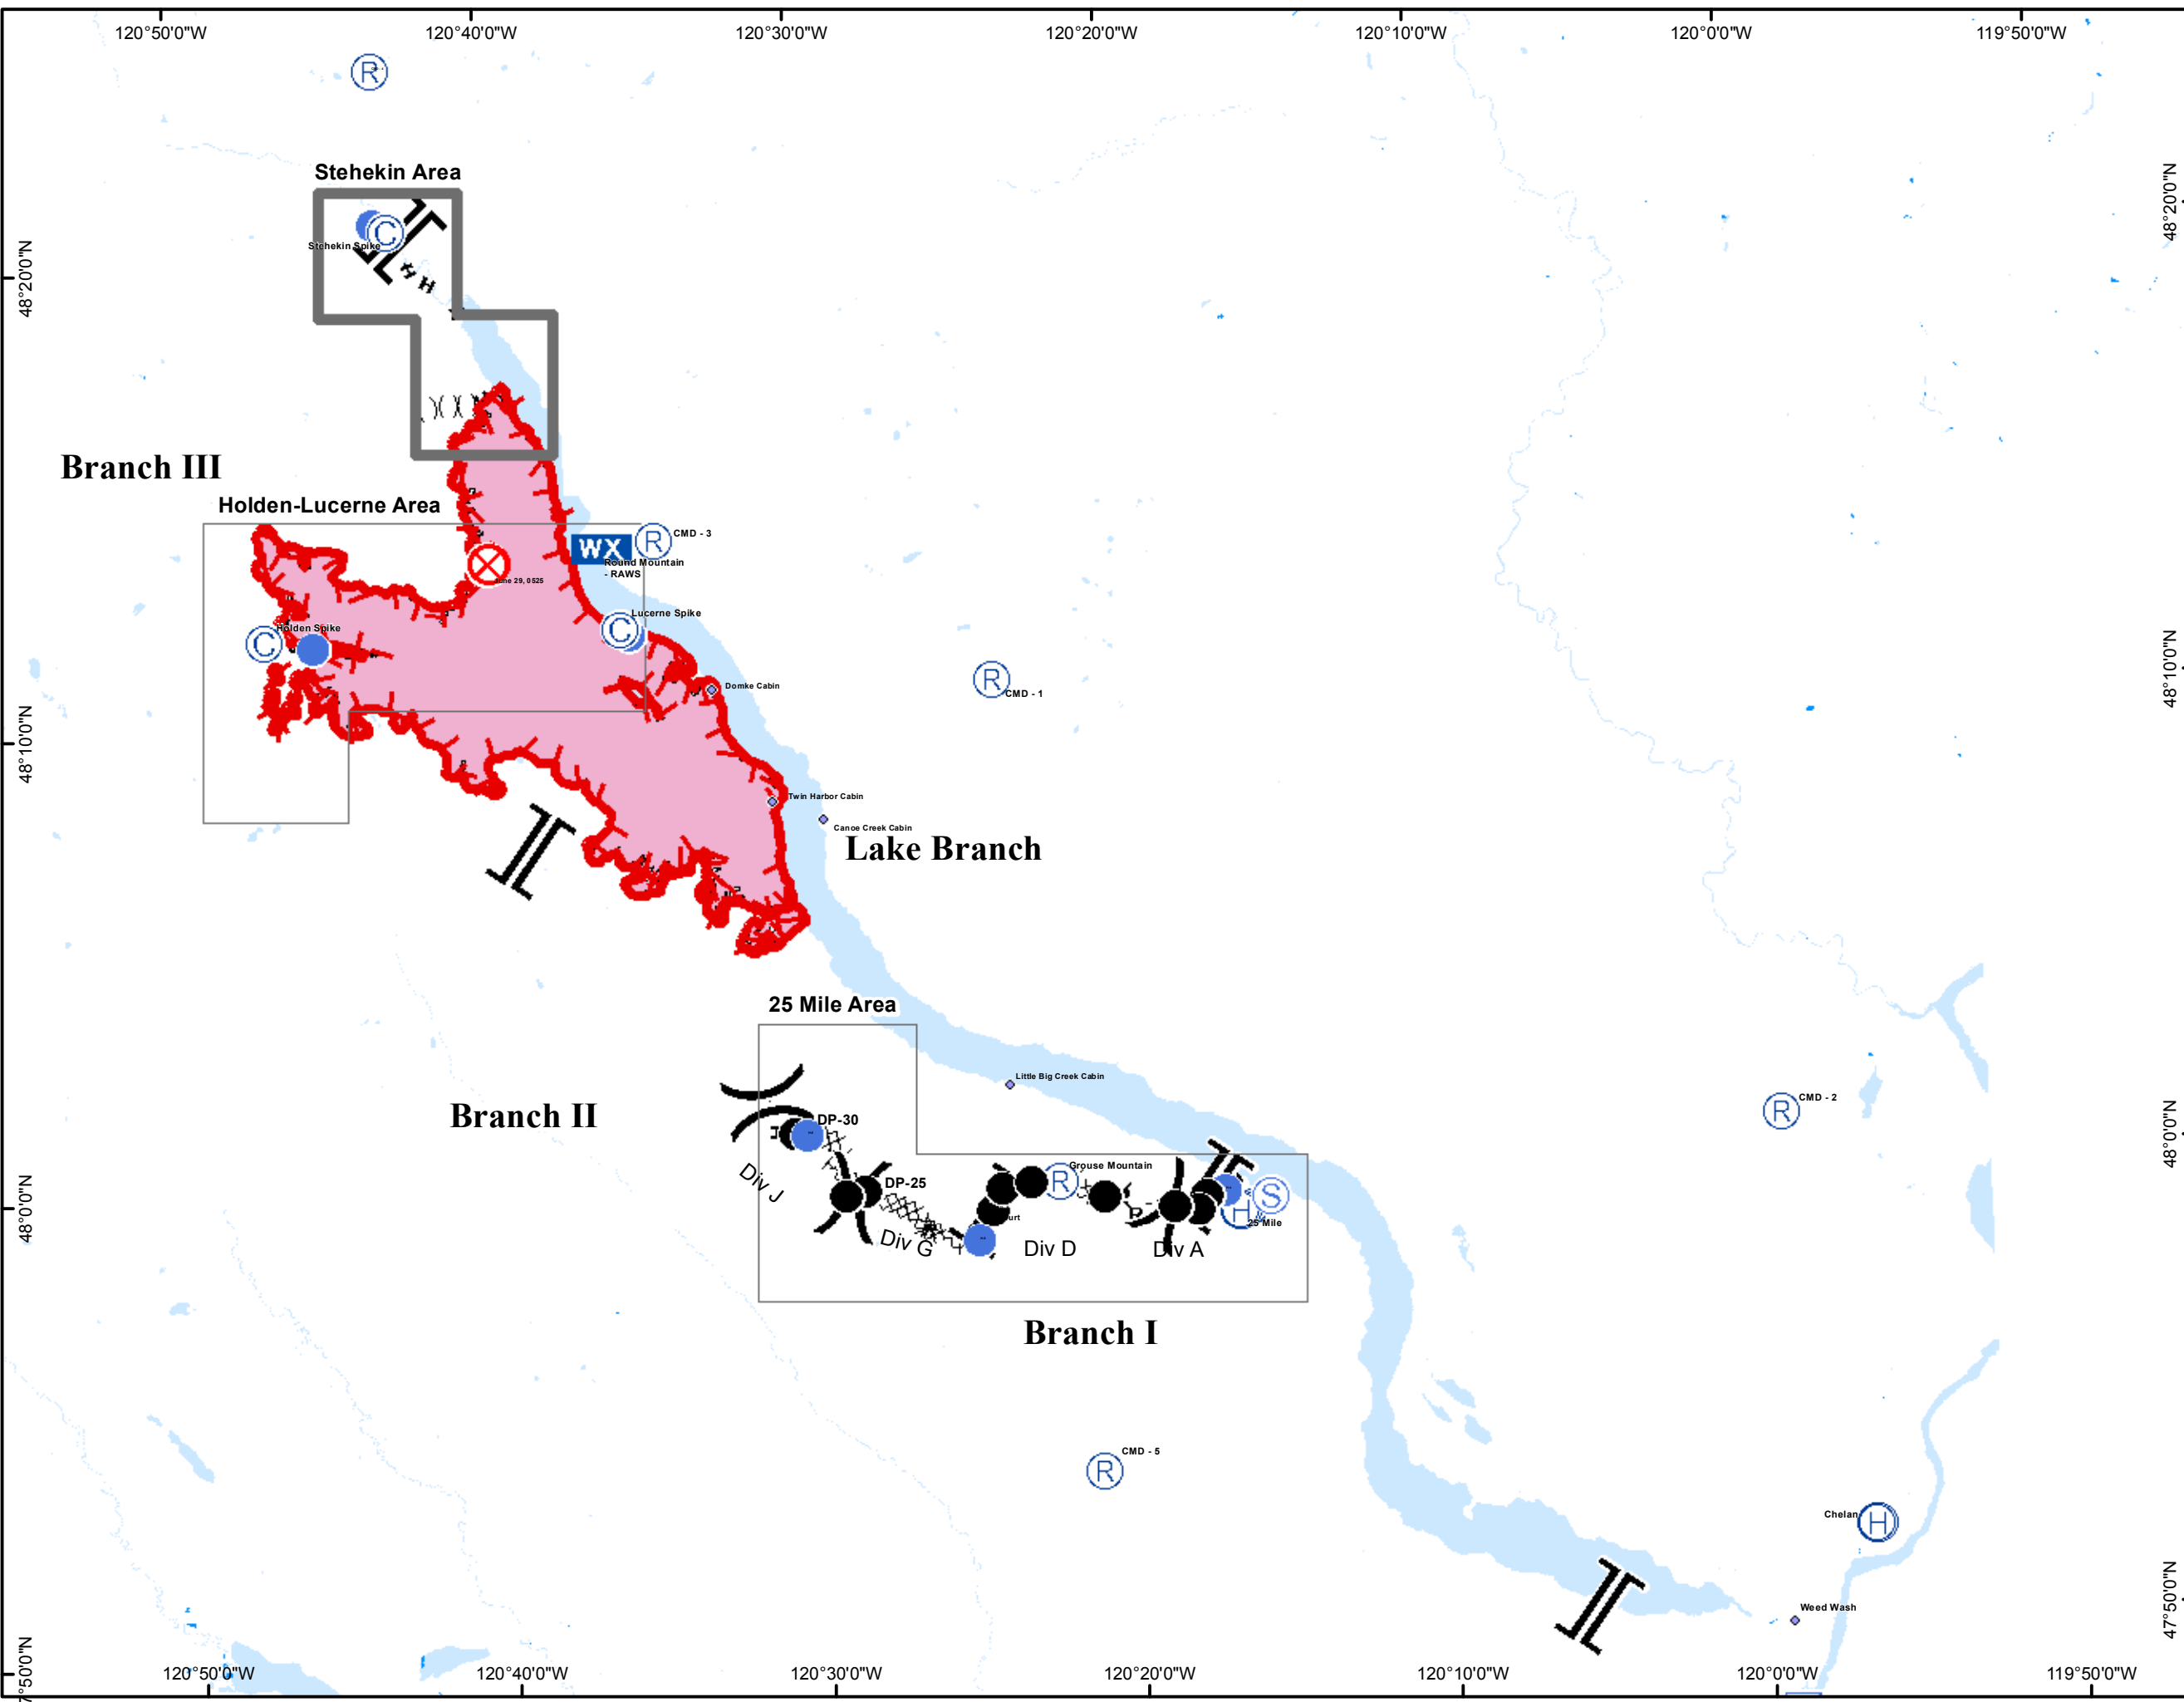 120°50'0"W
120°40'0"W
120°30'0"W
120°20'0"W
120°10'0"W
120°0'0"W
119°50'0"W
R
Stehekin Area
48°20'0"N
C
Stehekin Spike
48°20'0"N
Branch III
Holden-Lucerne Area
WX
R
CMD - 3
Round Mountain
- RAWS
June 29, 0525
Lucerne Spike
C
Holden Spike
C
48°10'0"N
R
CMD - 1
Domke Cabin
48°10'0"N
Twin Harbor Cabin
Canoe Creek Cabin
Lake Branch
25 Mile Area
Little Big Creek Cabin
Branch II
DP-30
R
CMD - 2
48°0'0"N
Div J
DP-25
Grouse Mountain
R
S
H
25 Mile
48°0'0"N
Div G
Div D
Div A
Branch I
CMD - 5
R
Chelan
H
47°50'0"N
Weed Wash
7°50'0"N
120°50'0"W
120°40'0"W
120°30'0"W
120°20'0"W
120°10'0"W
120°0'0"W
119°50'0"W